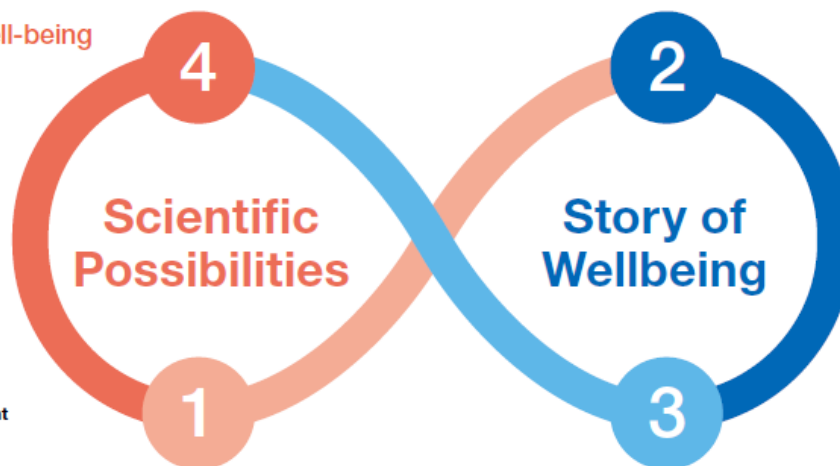 ll-being
4
2
Scientific
Possibilities
Story of
Wellbeing
1
3
t